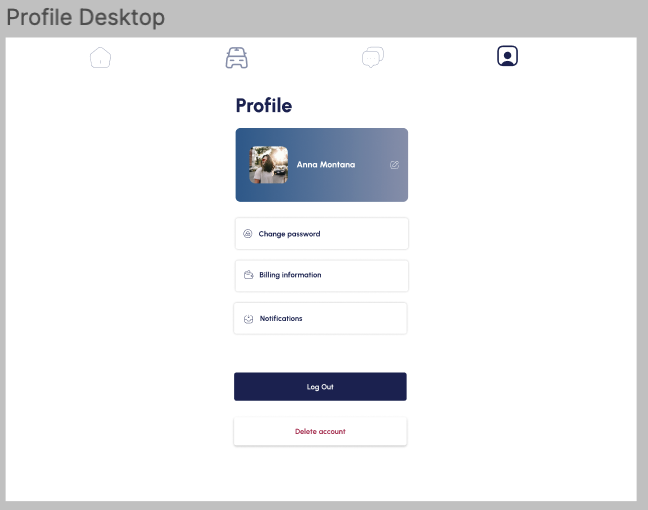 Profile Desktop
Profile
Anna Montana
Change password
Billing information
Notifications
Log Out
Delete account